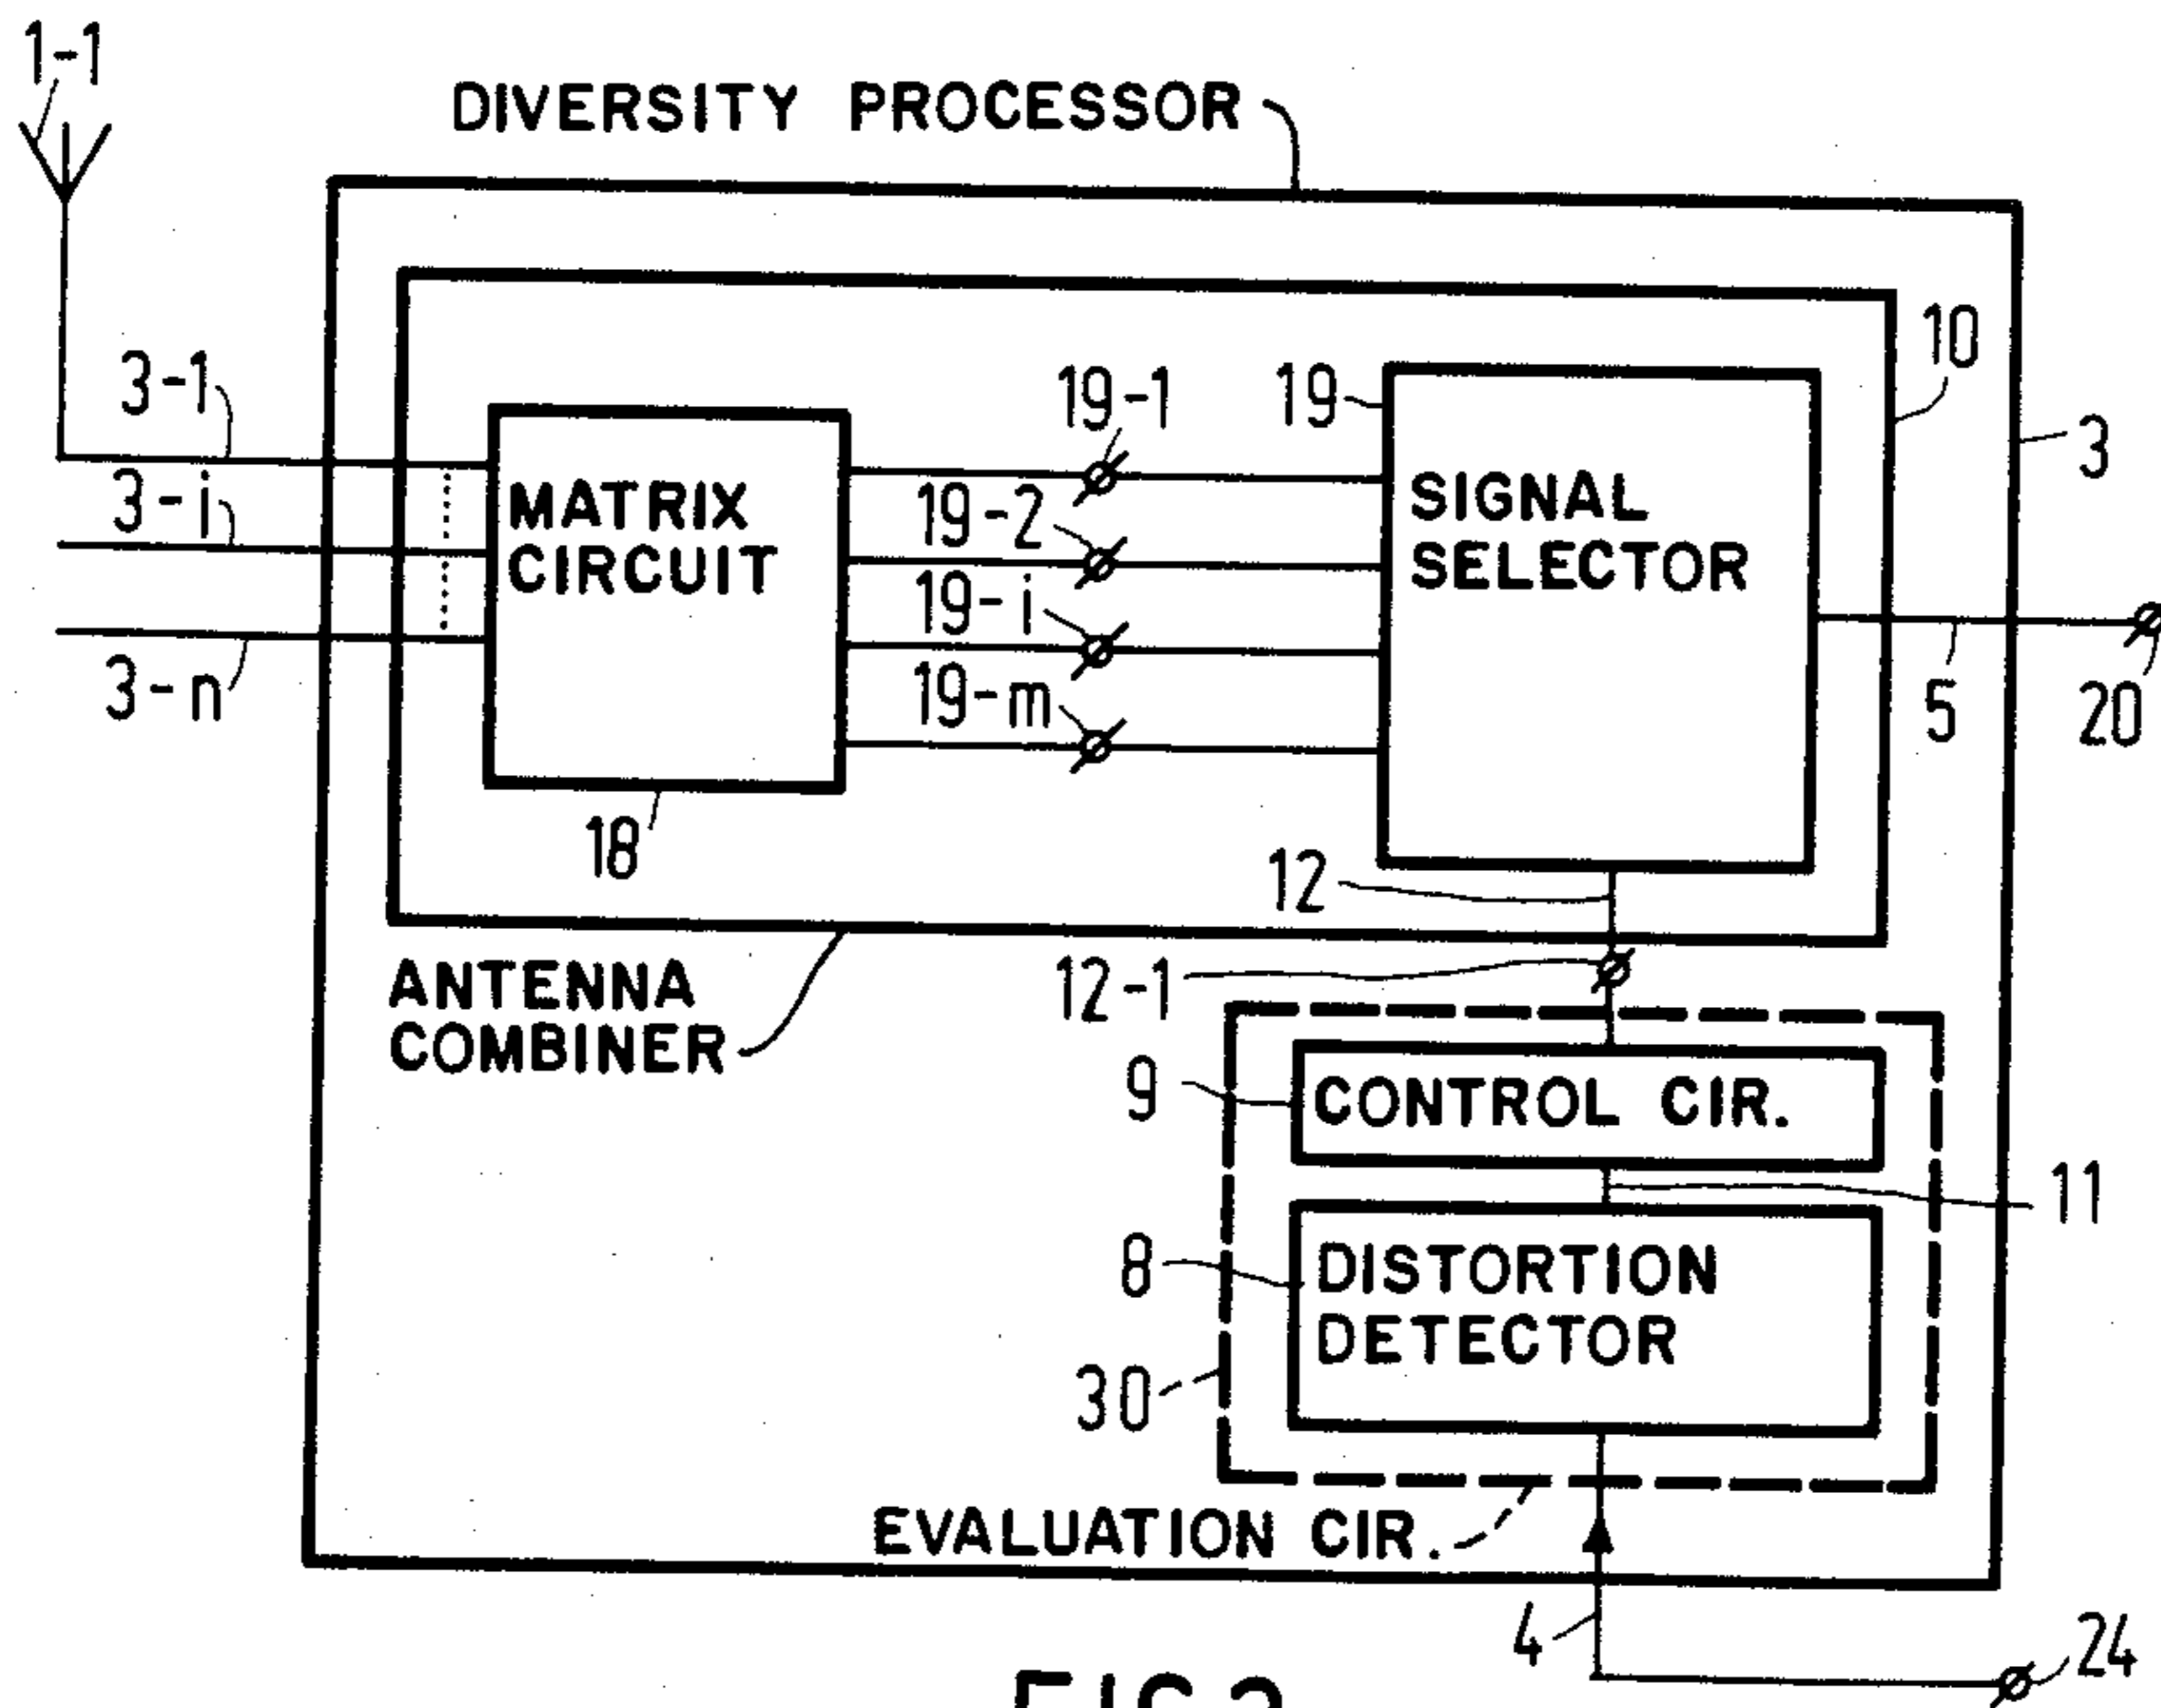 1-1
DIVERSITY PROCESSOR
10
3-1
19-1
19
3
3-i
MATRIX
CIRCUIT
19-2
SIGNAL
SELECTOR
19-i
3-n
19-m
5
20
18
12
ANTENNA
COMBINER
12-1
9
CONTROL CIR.
11
8
DISTORTION
DETECTOR
30
EVALUATION CIR.
4
24